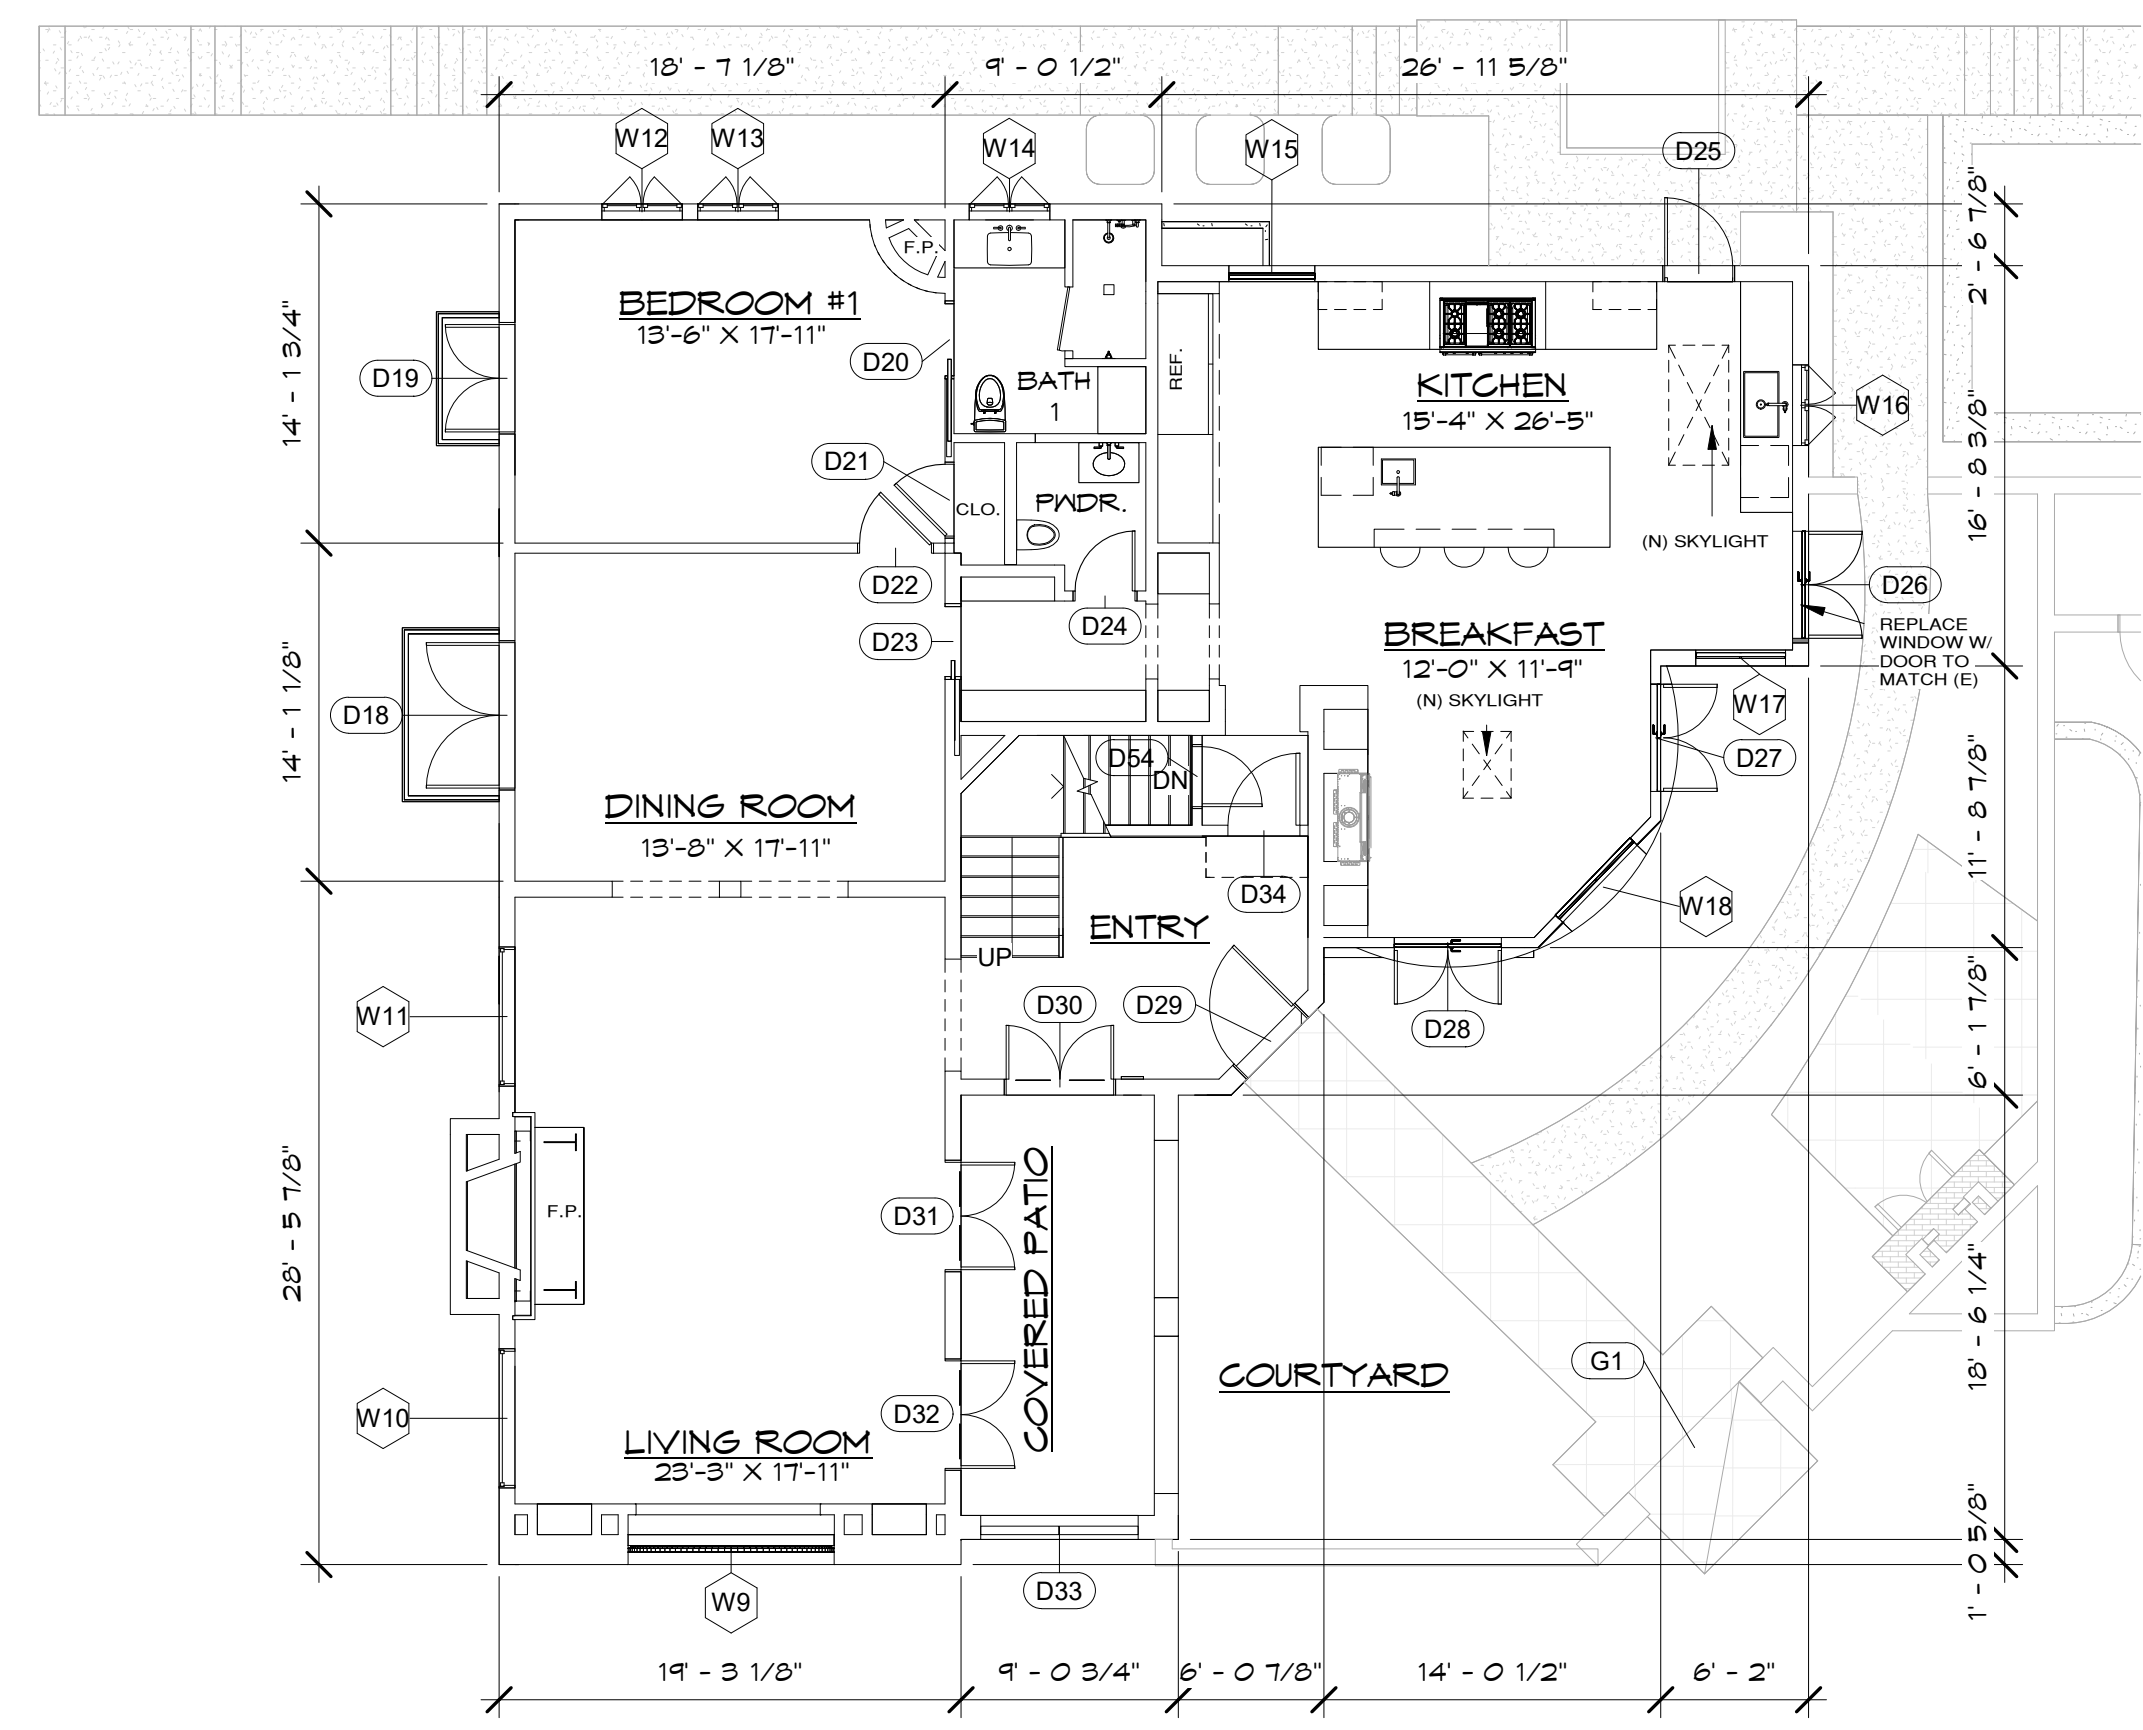 18' - 7 1/8"
9' - 0 1/2"
26' - 11 5/8"
W12
W13
W14
W15
D25
2' - 6 7/8"
F.P.
BEDROOM #1
13'-6" X 17'-11"
14' - 1 3/4"
D19
D20
BATH
1
REF.
KITCHEN
15'-4" X 26'-5"
W16
16' - 8 3/8"
D21
CLO.
PWDR.
(N) SKYLIGHT
D22
D26
D23
D24
BREAKFAST
12'-0" X 11'-9"
(N) SKYLIGHT
REPLACE
WINDOW W/
DOOR TO
MATCH (E)
14' - 1 1/8"
D18
W17
D27
D54
DN
DINING ROOM
13'-8" X 17'-11"
11' - 8 7/8"
D34
W18
ENTRY
UP
W11
D30
D29
D28
6' - 1 7/8"
28' - 5 7/8"
F.P.
D31
COVERED PATIO
18' - 6 1/4"
G1
COURTYARD
W10
D32
LIVING ROOM
23'-3" X 17'-11"
1' - 0 5/8"
W9
D33
19' - 3 1/8"
9' - 0 3/4"
6' - 0 7/8"
14' - 0 1/2"
6' - 2"